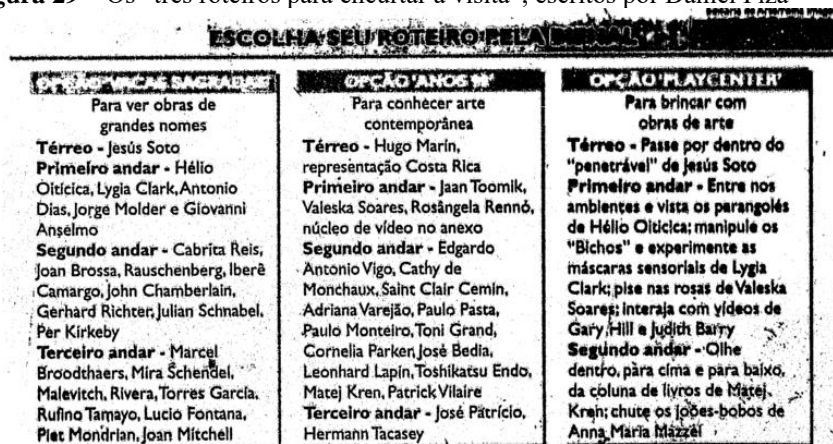 Os "três roteiros para encurtar a visita", escritos por Daniel Piza
ESCOLHA SEU ROTEIRO PELA BIENAL
OPÇÃO 'VACAS SAGRADAS'
Para ver obras de
grandes nomes
Térreo - Jesús Soto
Primeiro andar - Hélio
Oiticica, Lygia Clark, Antonio
Dias, Jorge Molder e Giovanni
Anselmo
Segundo andar - Cabrita Reis,
Joan Brossa, Rauschenberg, Iberê
Camargo, John Chamberlain,
Gerhard Richter, Julian Schnabel,
Per Kirkeby
Terceiro andar - Marcel
Broodthaers, Mira Schendel,
Malevitch, Rivera, Torres García,
Rufino Tamayo, Lucio Fontana,
Piet Mondrian, Joan Mitchell
OPÇÃO 'ANOS 90'
Para conhecer arte
contemporânea
Térreo - Hugo Marín,
representação Costa Rica
Primeiro andar - Jaan Toomik,
Valeska Soares, Rosângela Rennó,
núcleo de vídeo no anexo
Segundo andar - Edgardo
Antonio Vigo, Cathy de
Monchaux, Saint Clair Cemin,
Adriana Varejão, Paulo Pasta,
Paulo Monteiro, Toni Grand,
Cornelia Parker, José Bedia,
Leonhard Lapin, Toshikatsu Endo,
Matej Kren, Patrick Vilaire
Terceiro andar - José Patrício,
Hermann Tacasey
OPÇÃO 'PLAYCENTER'
Para brincar com
obras de arte
Térreo - Passe por dentro do
"penetrável" de Jesús Soto
Primeiro andar - Entre nos
ambientes e vista os parangolés
de Hélio Oiticica; manipule os
"Bichos" e experimente as
máscaras sensoriais de Lygia
Clark; pise nas rosas de Valeska
Soares; interaja com vídeos de
Gary Hill e Judith Barry
Segundo andar - Olhe
dentro, para cima e para baixo,
da coluna de livros de Matej
Kren; chute os joões-bobos de
Anna Maria Mazzei